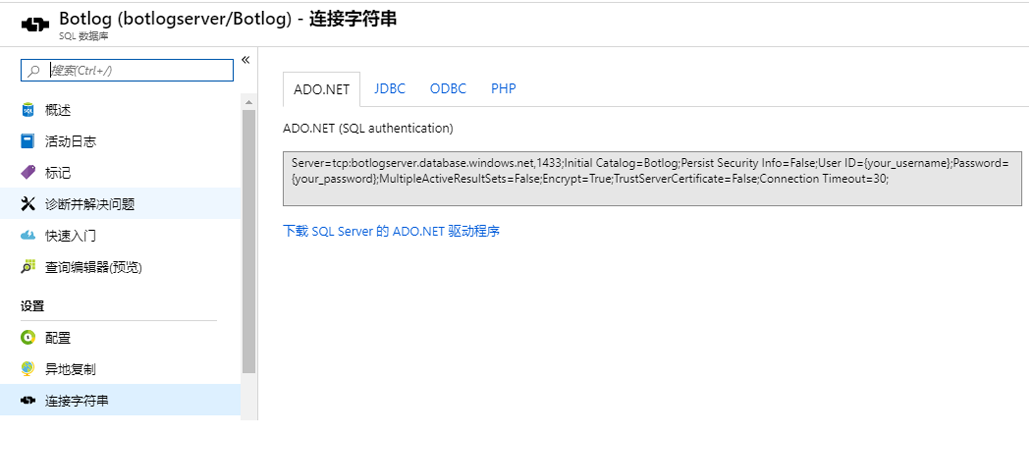 Botlog (botlogserver/Botlog) - 连接字符串
SQL 数据库
搜索(Ctrl+/)
«
概述
活动日志
标记
诊断并解决问题
快速入门
查询编辑器(预览)
设置
配置
异地复制
连接字符串
ADO.NET JDBC ODBC PHP
ADO.NET (SQL authentication)
Server=tcp:botlogserver.database.windows.net,1433;Initial Catalog=Botlog;Persist Security Info=False;User ID={your_username};Password=
{your_password};MultipleActiveResultSets=False;Encrypt=True;TrustServerCertificate=False;Connection Timeout=30;
下载 SQL Server 的 ADO.NET 驱动程序